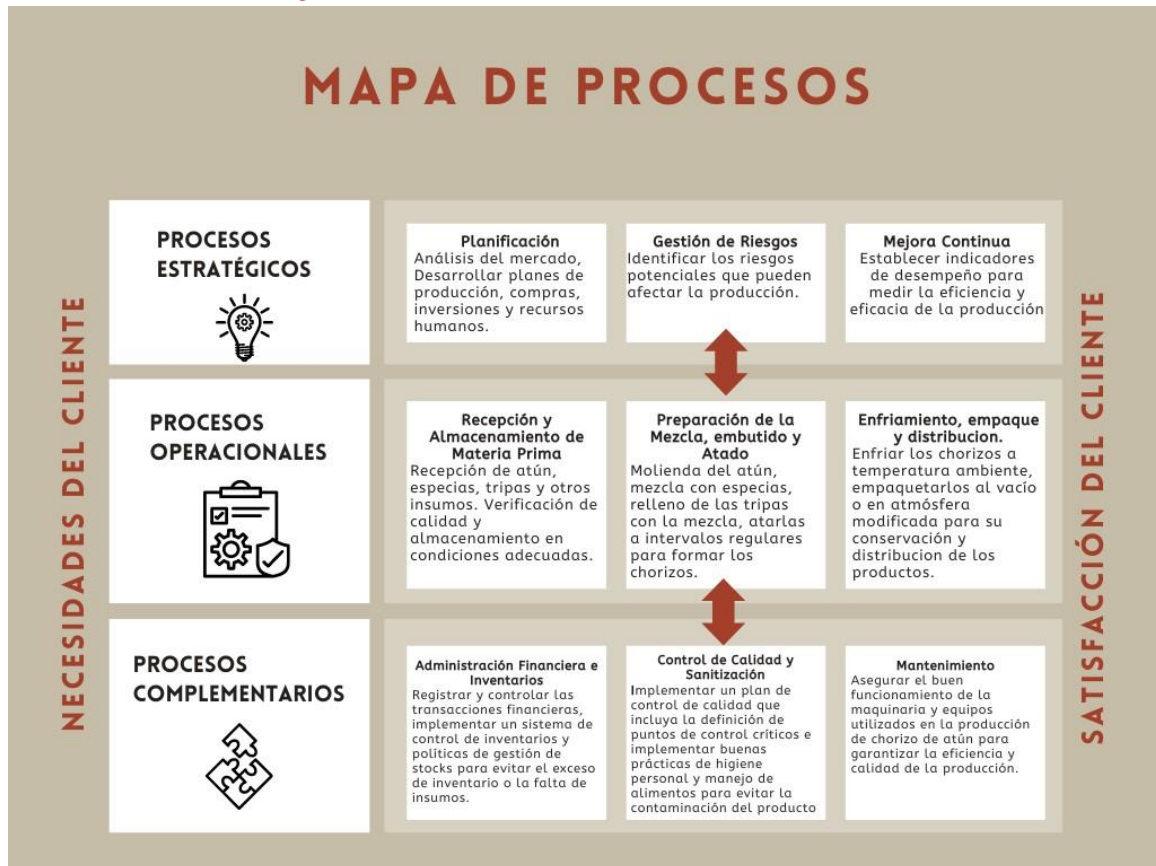 MAPA DE PROCESOS
NECESIDADES DEL CLIENTE
PROCESOS
ESTRATÉGICOS
Planificación
Análisis del mercado,
Desarrollar planes de
producción, compras,
inversiones y recursos
humanos.
Gestión de Riesgos
Identificar los riesgos
potenciales que pueden
afectar la producción.
Mejora Continua
Establecer indicadores
de desempeño para
medir la eficiencia y
eficacia de la producción
PROCESOS
OPERACIONALES
Recepción y
Almacenamiento de
Materia Prima
Recepción de atún,
especias, tripas y otros
insumos. Verificación de
calidad y
almacenamiento en
condiciones adecuadas.
Preparación de la
Mezcla, embutido y
Atado
Molienda del atún,
mezcla con especias,
relleno de las tripas
con la mezcla, atarlas
a intervalos regulares
para formar los
chorizos.
Enfriamiento, empaque
y distribucion.
Enfriar los chorizos a
temperatura ambiente,
empaquetarlos al vacío
o en atmósfera
modificada para su
conservación y
distribucion de los
productos.
PROCESOS
COMPLEMENTARIOS
Administración Financiera e
Inventarios
Registrar y controlar las
transacciones financieras,
implementar un sistema de
control de inventarios y
políticas de gestión de
stocks para evitar el exceso
de inventario o la falta de
insumos.
Control de Calidad y
Sanitización
Implementar un plan de
control de calidad que
incluya la definición de
puntos de control críticos e
implementar buenas
prácticas de higiene
personal y manejo de
alimentos para evitar la
contaminación del producto
Mantenimiento
Asegurar el buen
funcionamiento de la
maquinaria y equipos
utilizados en la producción
de chorizo de atún para
garantizar la eficiencia y
calidad de la producción.
SATISFACCIÓN DEL CLIENTE